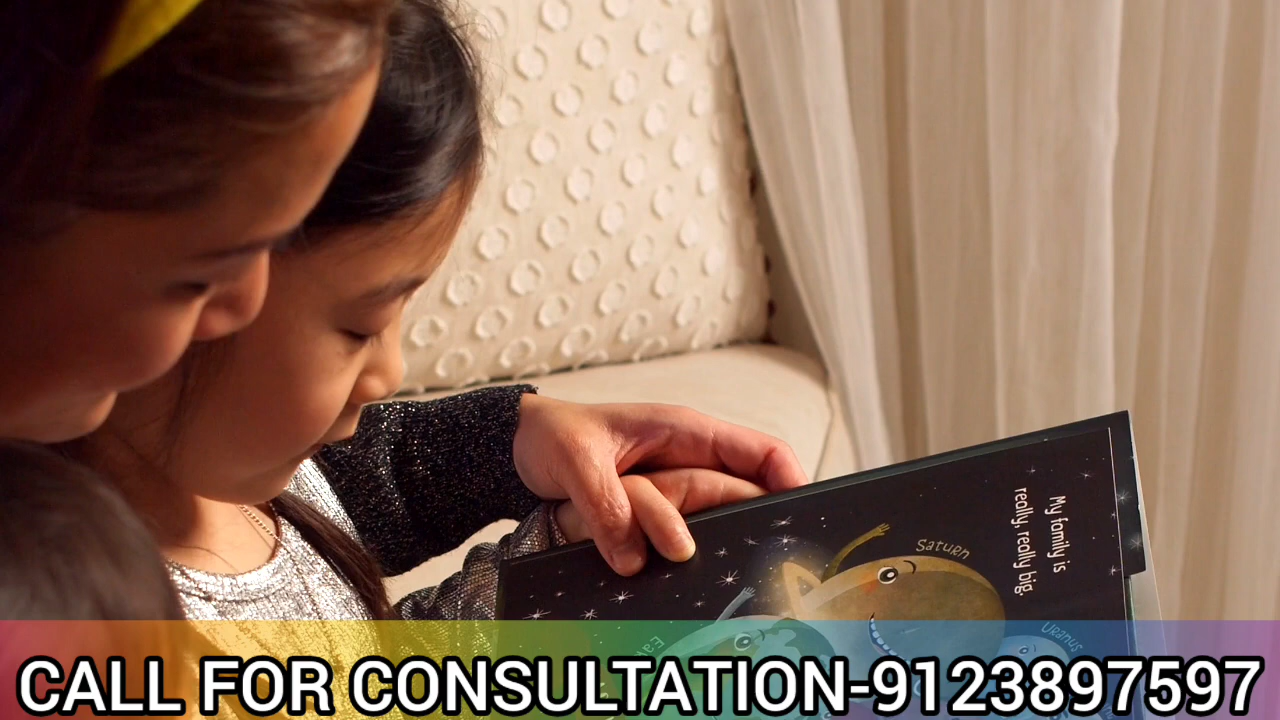 My family is
really, really big.
Saturn
Uranus
CALL FOR CONSULTATION-9123897597